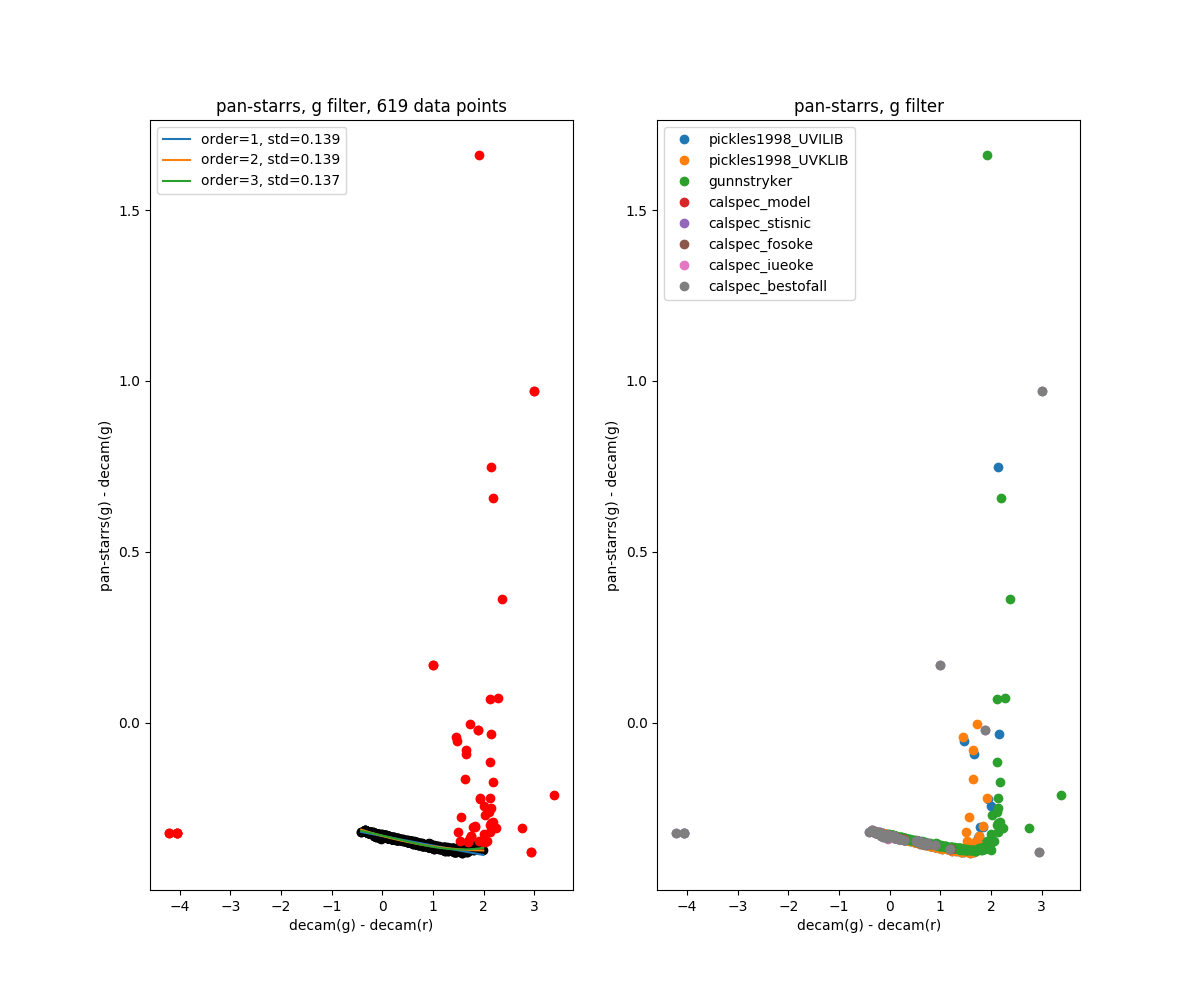 pan-starrs, g filter, 619 data points
order=1, std=0.139
order=2, std=0.139
order=3, std=0.137
1.5
1.0
0.5
0.0
pan-starrs(g) - decam(g)
−4
−3
−2
−1
0
1
2
3
decam(g) - decam(r)
pan-starrs, g filter
pickles1998_UVILIB
pickles1998_UVKLIB
gunnstryker
calspec_model
calspec_stisnic
calspec_fosoke
calspec_iueoke
calspec_bestofall
1.5
1.0
0.5
0.0
pan-starrs(g) - decam(g)
−4
−3
−2
−1
0
1
2
3
decam(g) - decam(r)